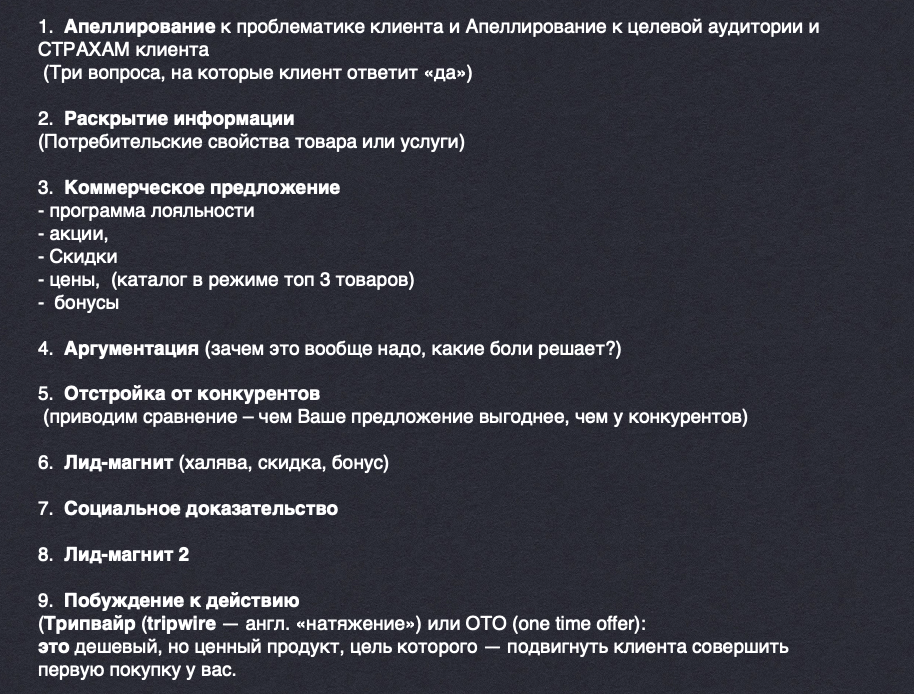 1. Апеллирование к проблематике клиента и Апеллирование к целевой аудитории и
СТРАХАМ клиента
(Три вопроса, на которые клиент ответит «да»)
2. Раскрытие информации
(Потребительские свойства товара или услуги)
3. Коммерческое предложение
- программа лояльности
- акции,
- Скидки
- цены, (каталог в режиме топ 3 товаров)
- бонусы
4. Аргументация (зачем это вообще надо, какие боли решает?)
5. Отстройка от конкурентов
(приводим сравнение – чем Ваше предложение выгоднее, чем у конкурентов)
6. Лид-магнит (халява, скидка, бонус)
7. Социальное доказательство
8. Лид-магнит 2
9. Побуждение к действию
(Трипвайр (tripwire — англ. «натяжение») или ОТО (one time offer):
это дешевый, но ценный продукт, цель которого — подвигнуть клиента совершить
первую покупку у вас.